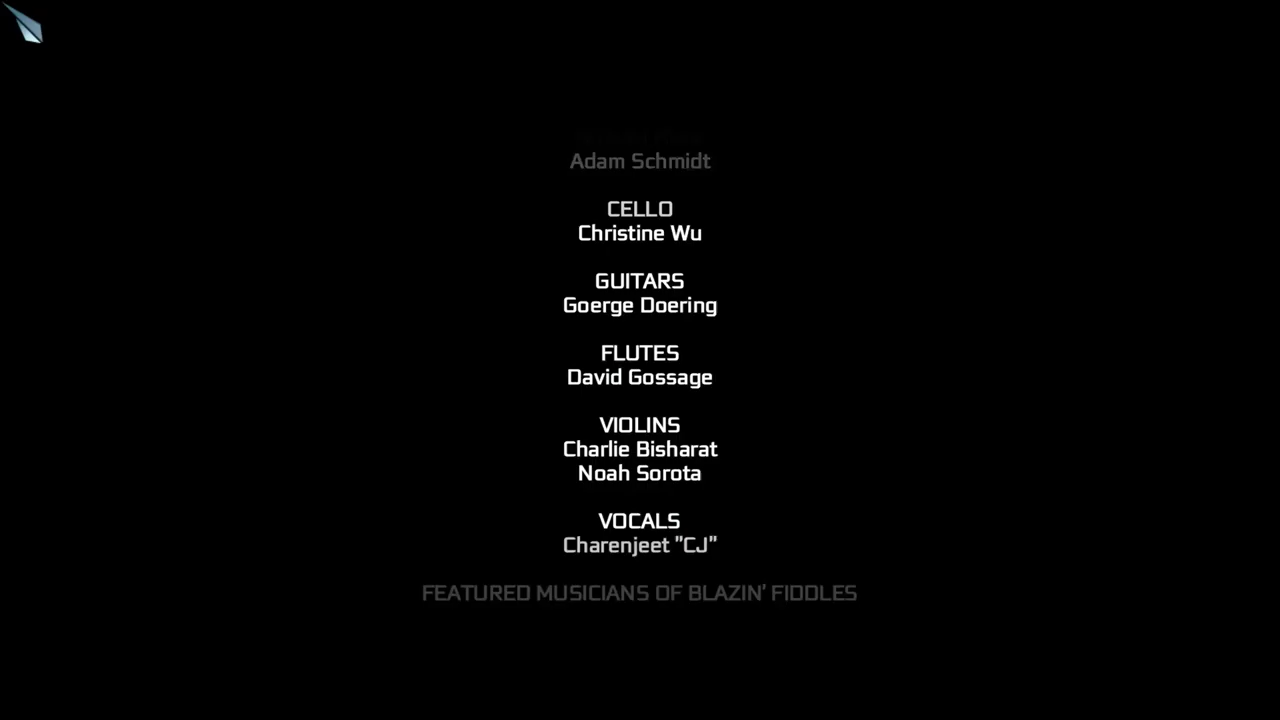 Adam Schmidt
CELLO
Christine Wu
GUITARS
Goerge Doering
FLUTES
David Gossage
VIOLINS
Charlie Bisharat
Noah Sorota
VOCALS
Charenjeet "CJ"
FEATURED MUSICIANS OF BLAZIN' FIDDLES